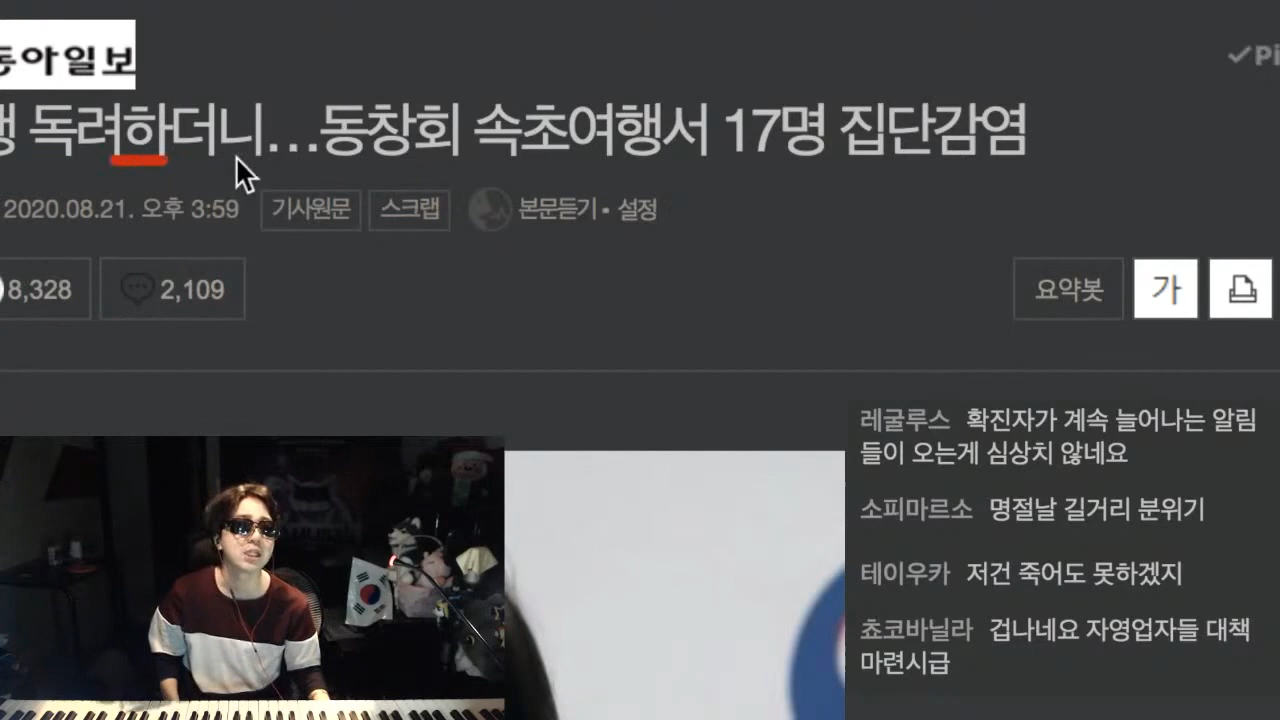 동아일보
독려하더니...동창회 속초여행서 17명 집단감염
2020.08.21. 오후 3:59 기사원문 스크랩 본문듣기 • 설정
8,328 2,109 요약봇 가
레굴루스 확진자가 계속 늘어나는 알림
들이 오는게 심상치 않네요
소피마르소 명절날 길거리 분위기
테이우카 저건 죽어도 못하겠지
쵸코바닐라 겁나네요 자영업자들 대책
마련시급